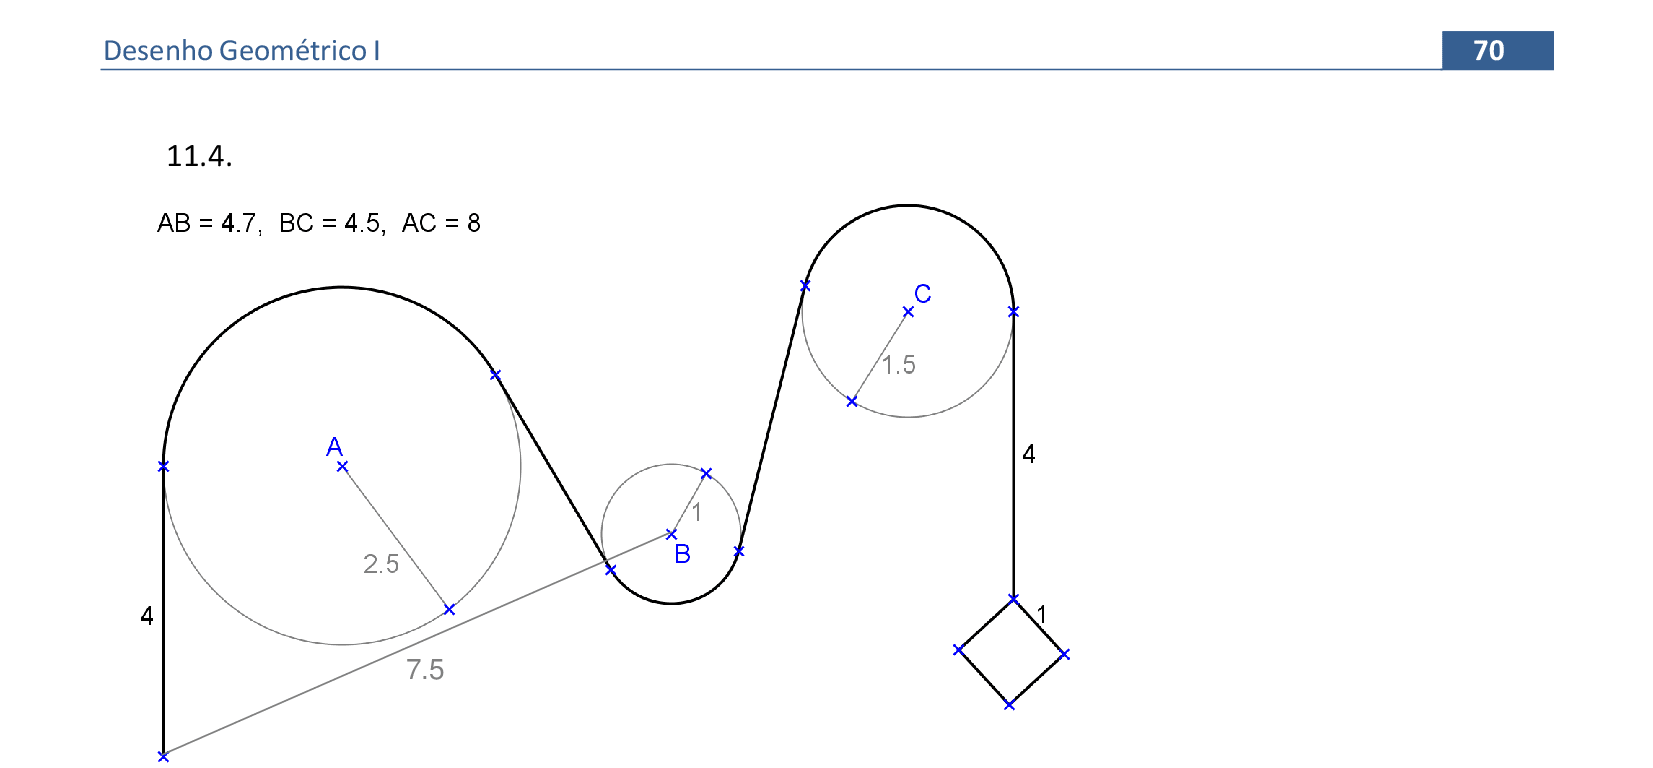 Desenho Geométrico I
70
11.4.
AB = 4.7, BC = 4.5, AC = 8
C
1.5
A
4
1
B
2.5
4
1
7.5